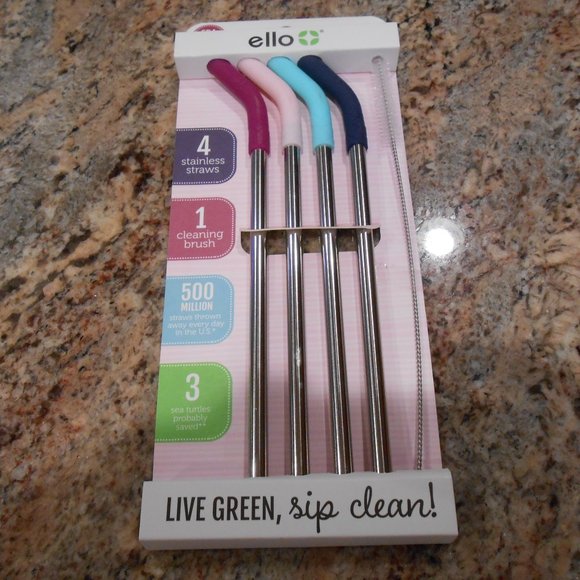 ello
4
stainless
straws
1
cleaning
brush
500
MILLION
straws thrown
away every day
in the U.S.*
3
sea turtles
probably
saved**
LIVE GREEN, sip clean!